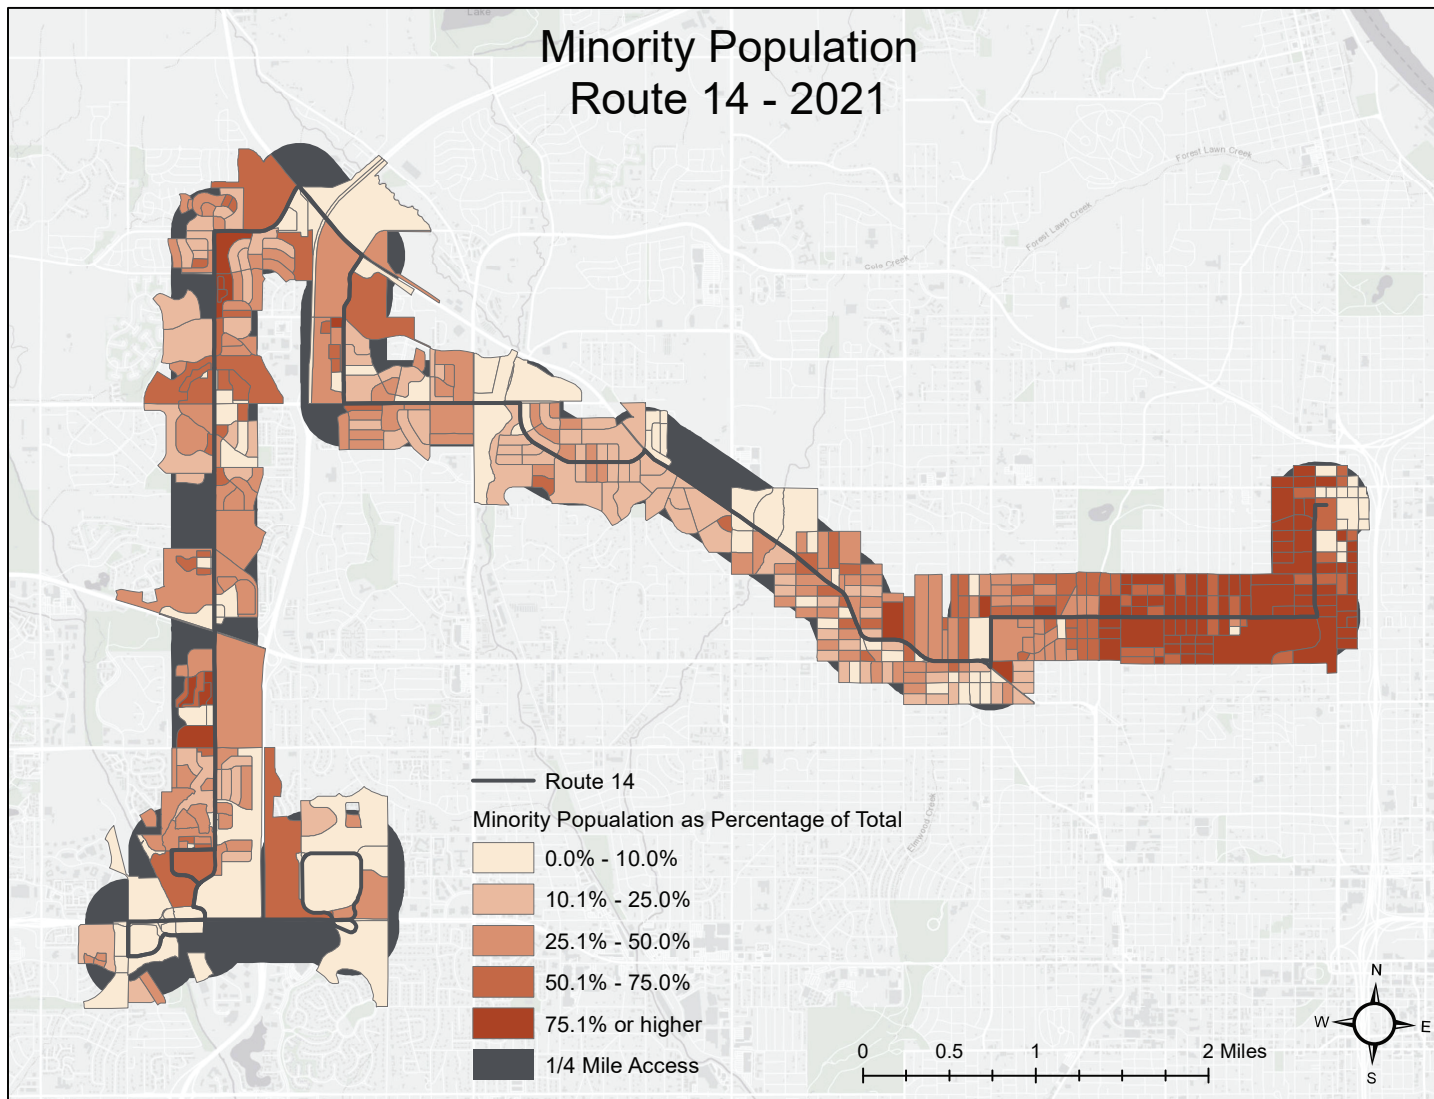 Lake
Minority Population
Route 14 - 2021
Forest Lawn Creek
Forest Lawn Creek
Cole Creek
Elmwood Creek
Route 14
Minority Popualation as Percentage of Total
0.0% - 10.0%
10.1% - 25.0%
25.1% - 50.0%
50.1% - 75.0%
75.1% or higher
1/4 Mile Access
0 0.5 1 2 Miles
N
W E
S